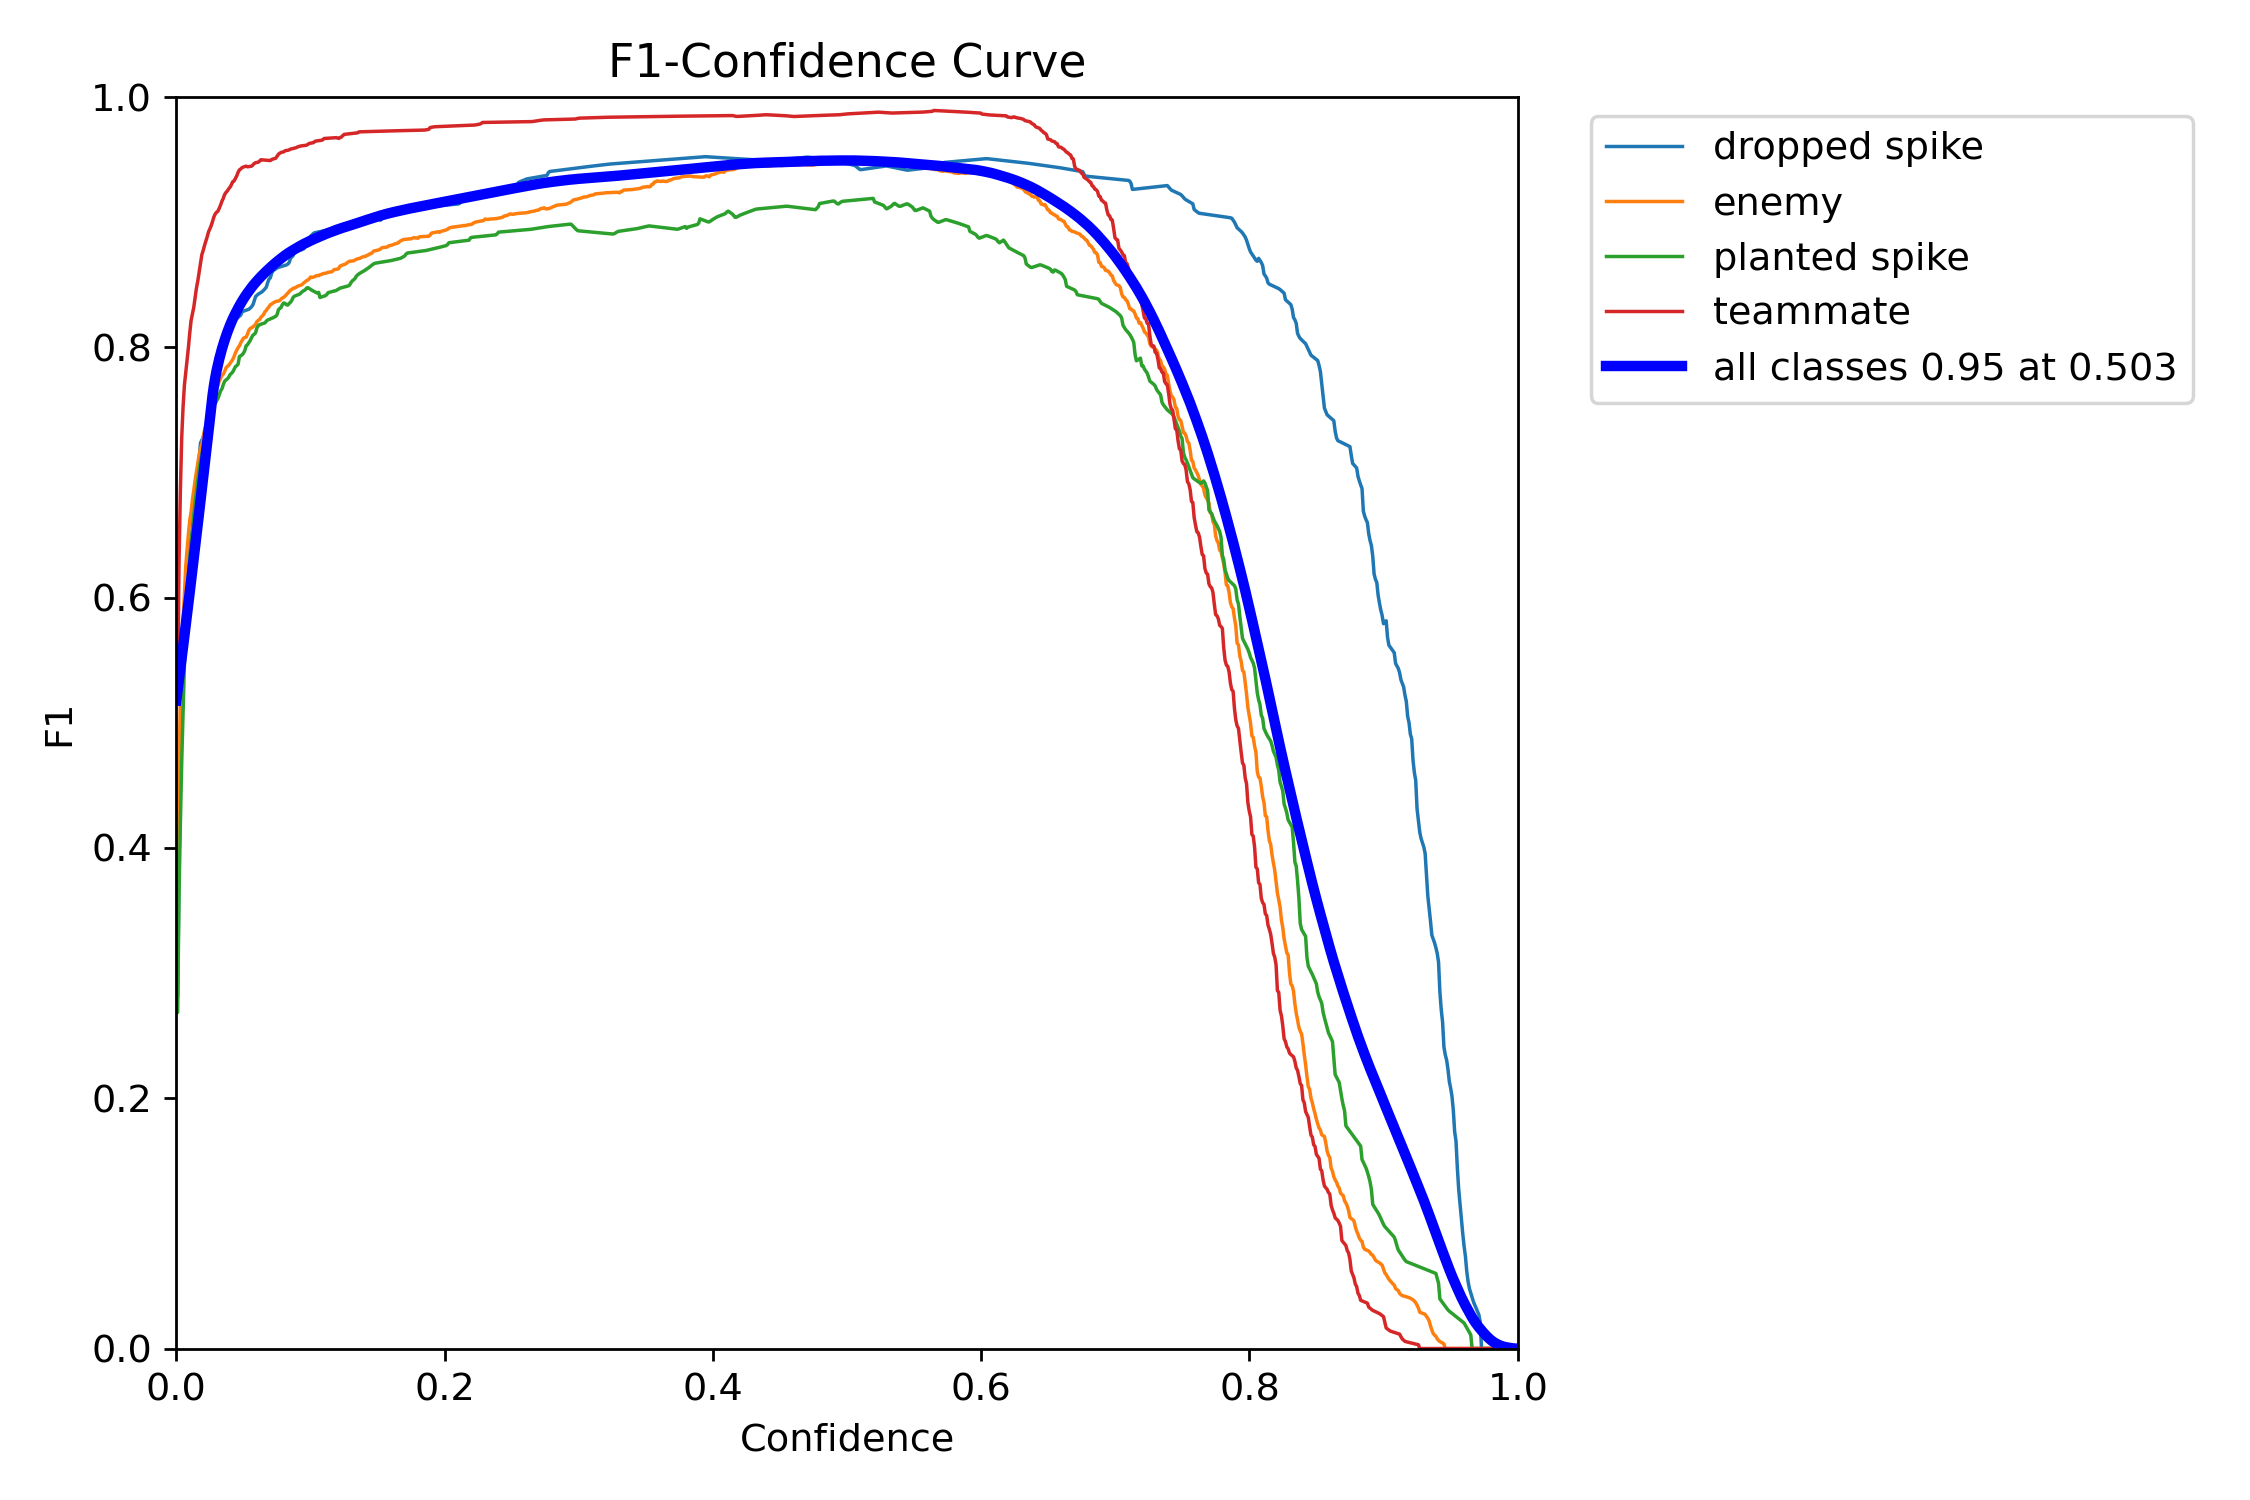 F1-Confidence Curve
1.0
0.8
0.6
0.4
0.2
0.0
F1
0.0 0.2 0.4 0.6 0.8 1.0
Confidence
dropped spike
enemy
planted spike
teammate
all classes 0.95 at 0.503